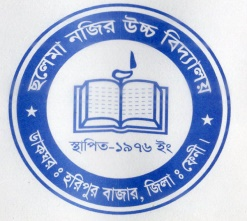 ছলেমা নজির উচ্চ বিদ্যালয়
স্থাপিত-১৯৭৬ ইং
ডাকঘর ঃ হরিপুর বাজার, জিলা ঃ ফেনী।